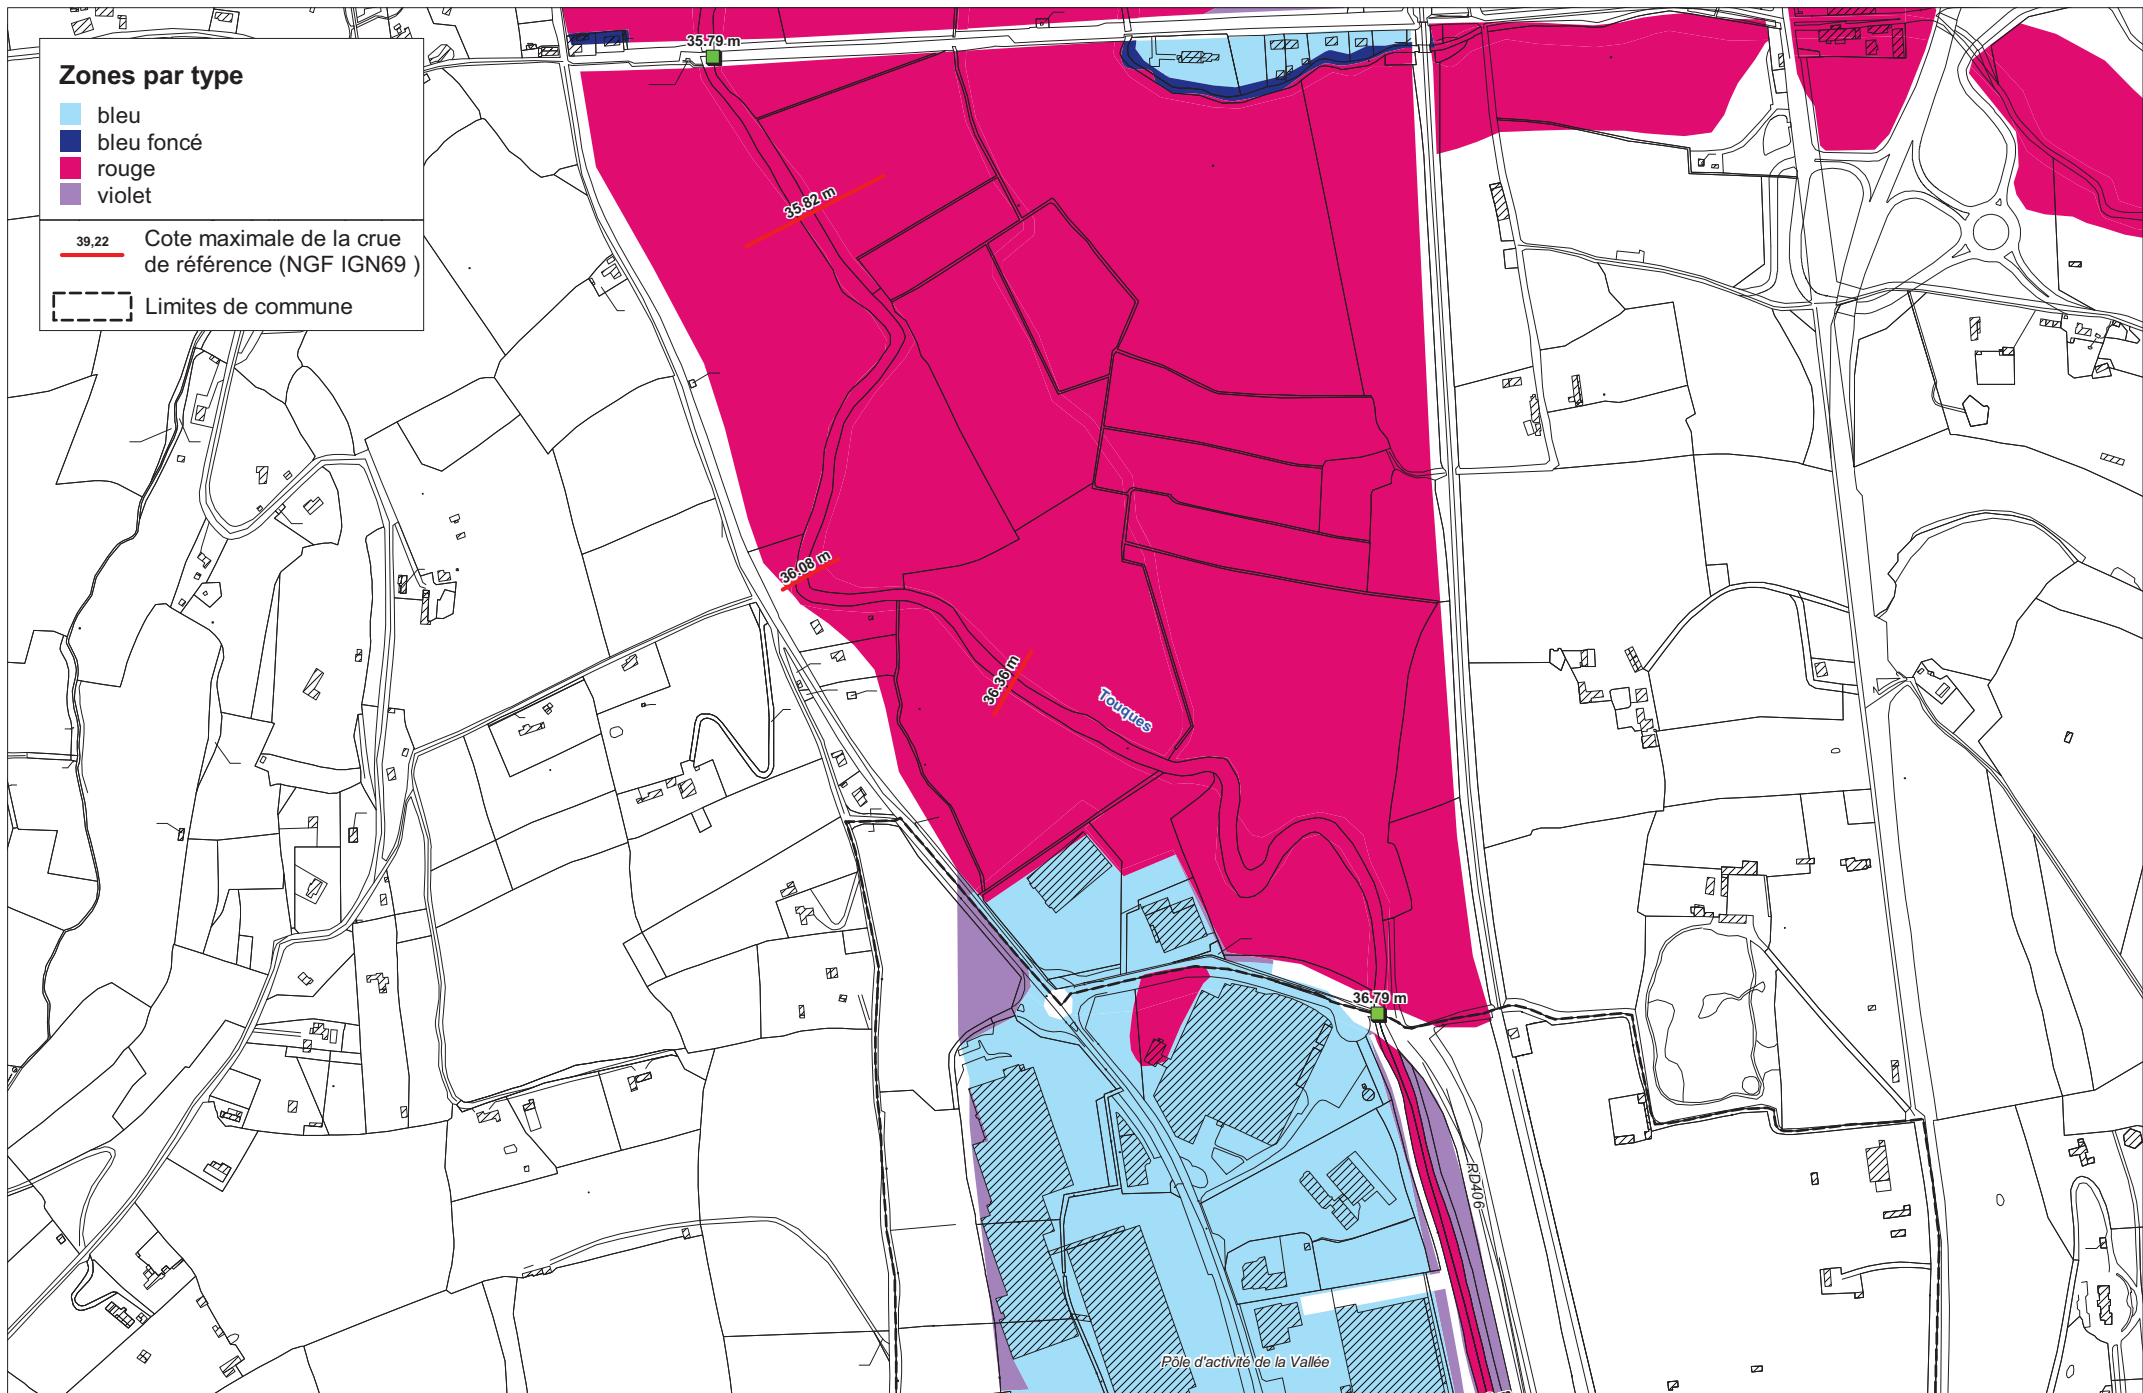 Zones par type
bleu
bleu foncé
rouge
violet
39,22
Cote maximale de la crue
de référence (NGF IGN69 )
Limites de commune
35.79 m
35.82 m
36.08 m
36.36 m
Touques
36.79 m
RD406
Pôle d'activité de la Vallée